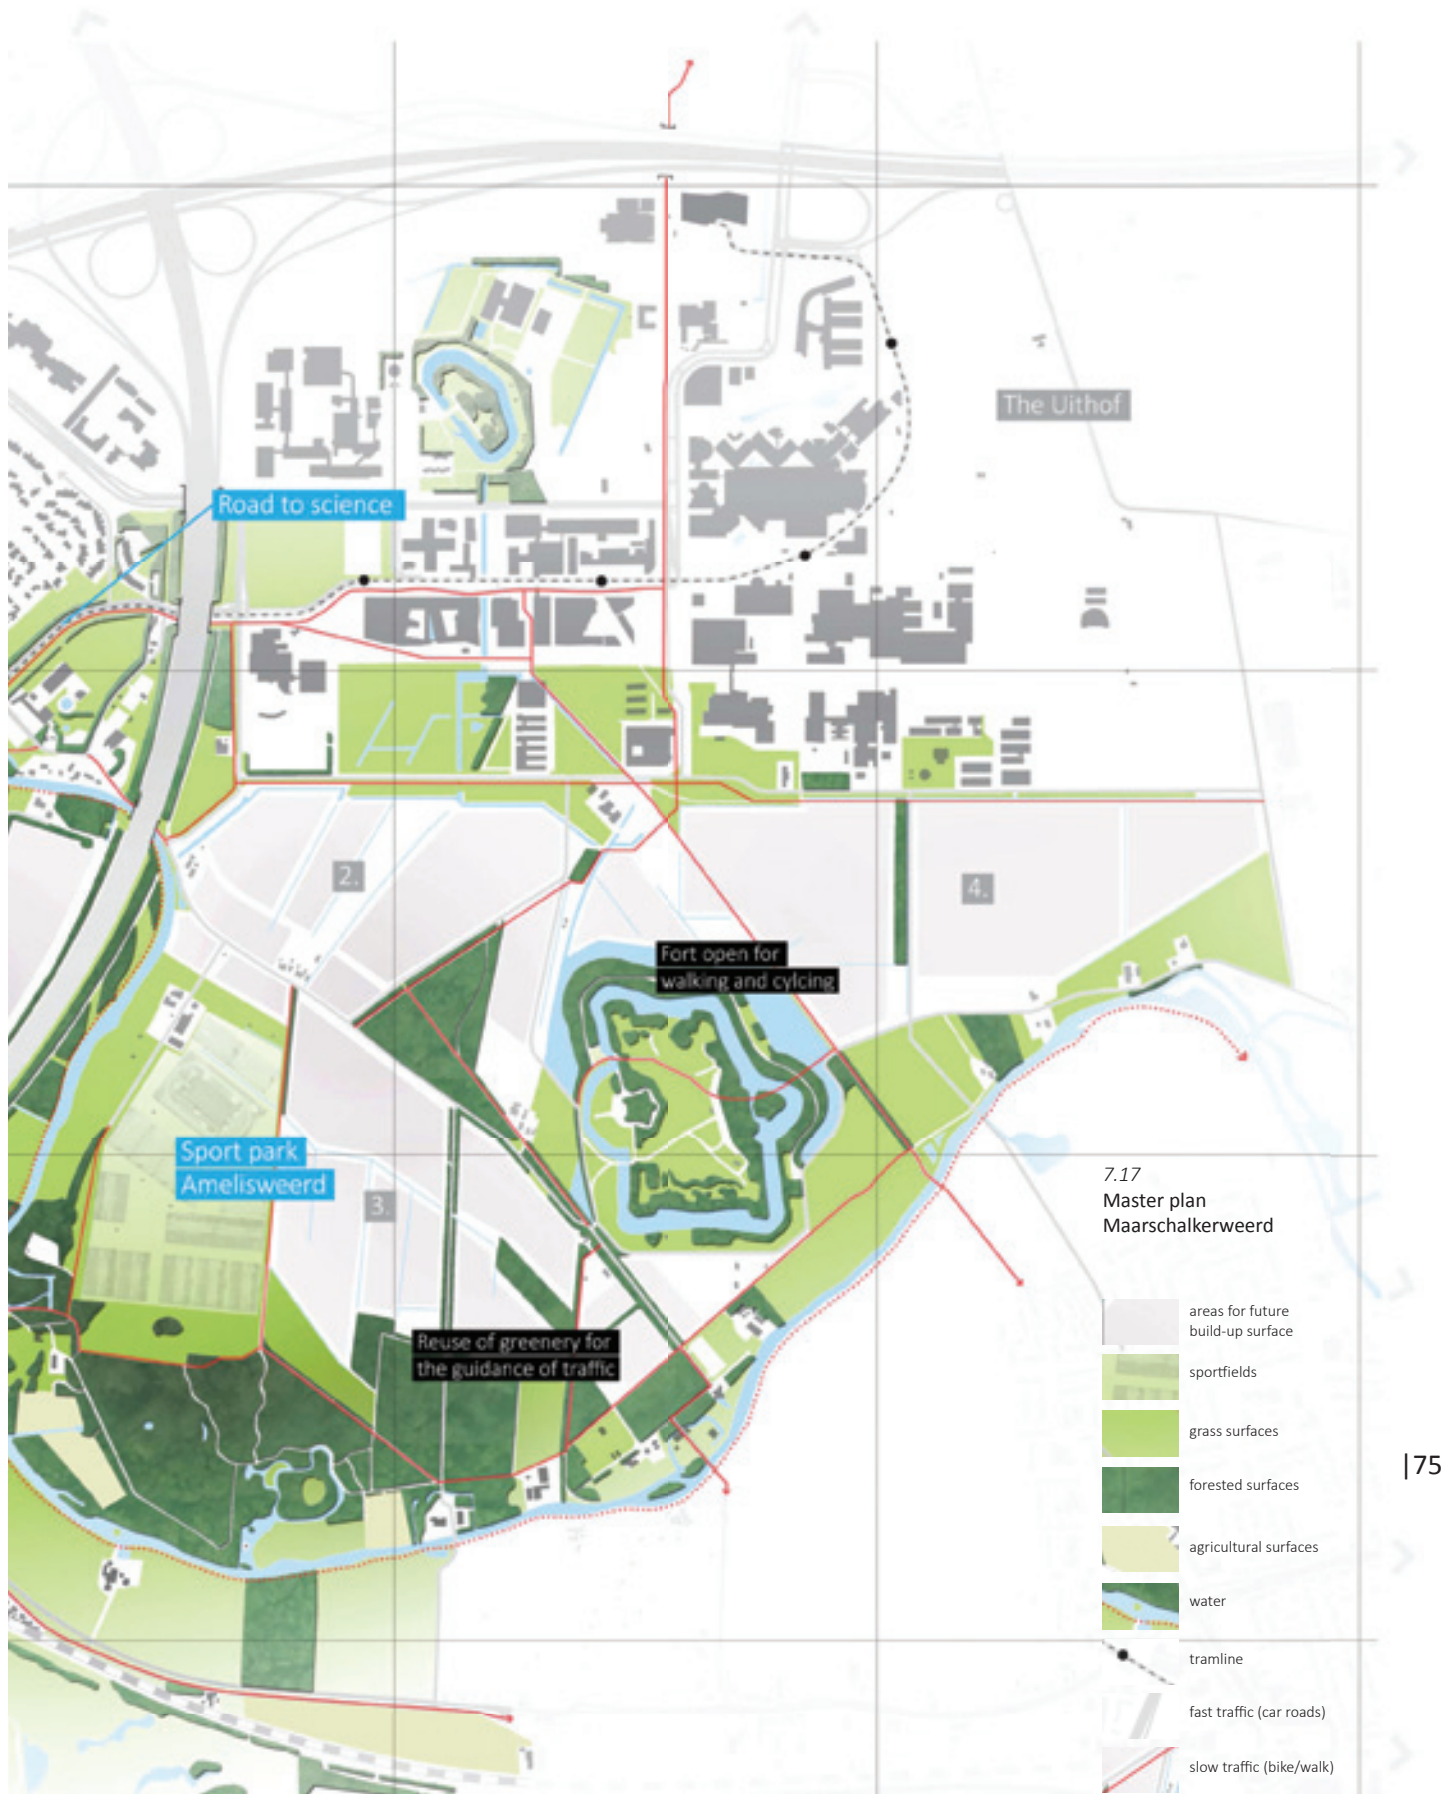 The Uithof
Road to science
2.
4.
Fort open for
walking and cylcing
Sport park
Amelisweerd
3.
Reuse of greenery for
the guidance of traffic
7.17
Master plan
Maarschalkerweerd
areas for future
build-up surface
sportfields
grass surfaces
forested surfaces
agricultural surfaces
water
tramline
fast traffic (car roads)
slow traffic (bike/walk)
|75